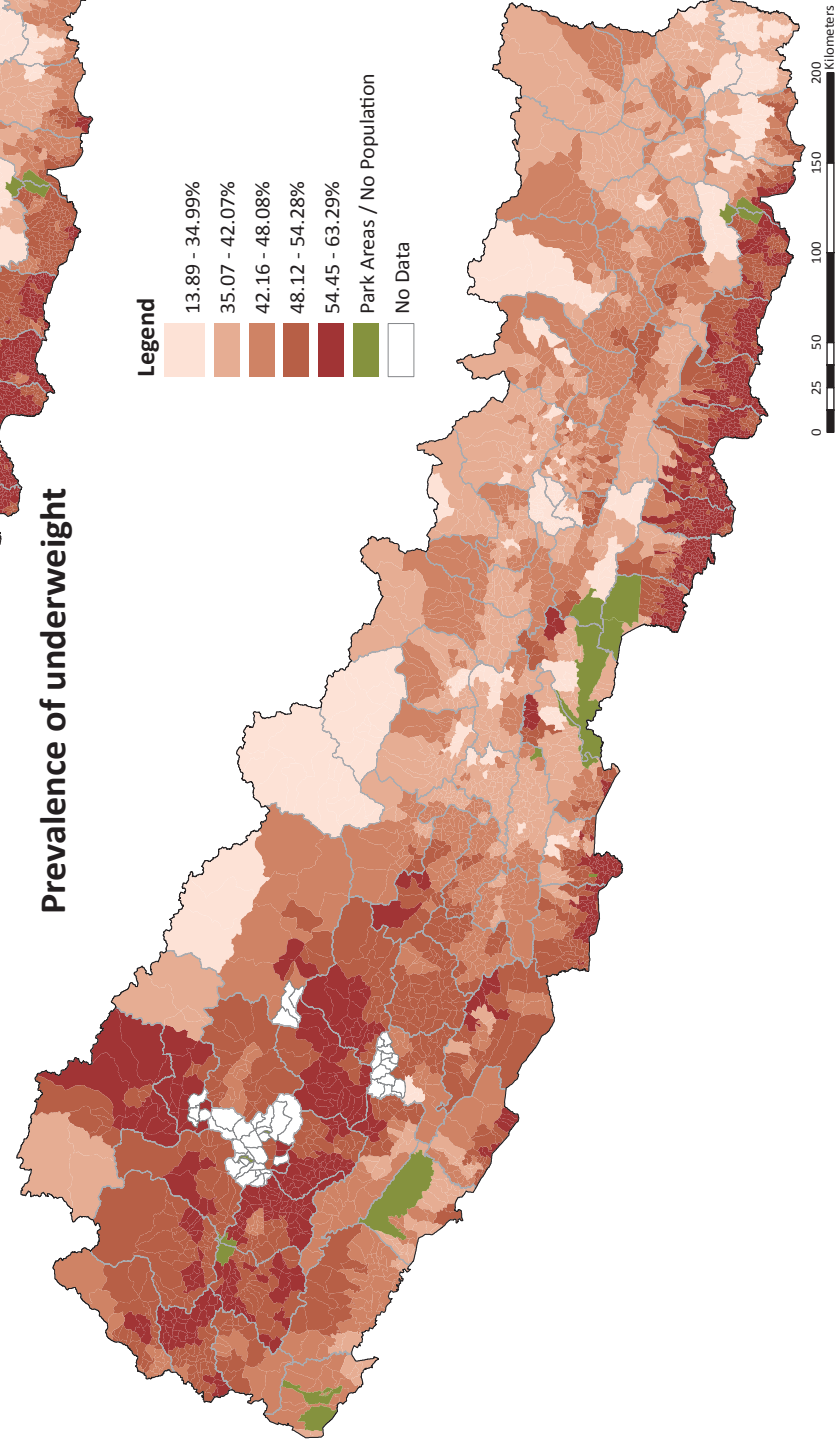 Prevalence of underweight
Legend
13.89 - 34.99%
35.07 - 42.07%
42.16 - 48.08%
48.12 - 54.28%
54.45 - 63.29%
Park Areas / No Population
No Data
0 25 50 100 150 200
Kilometers